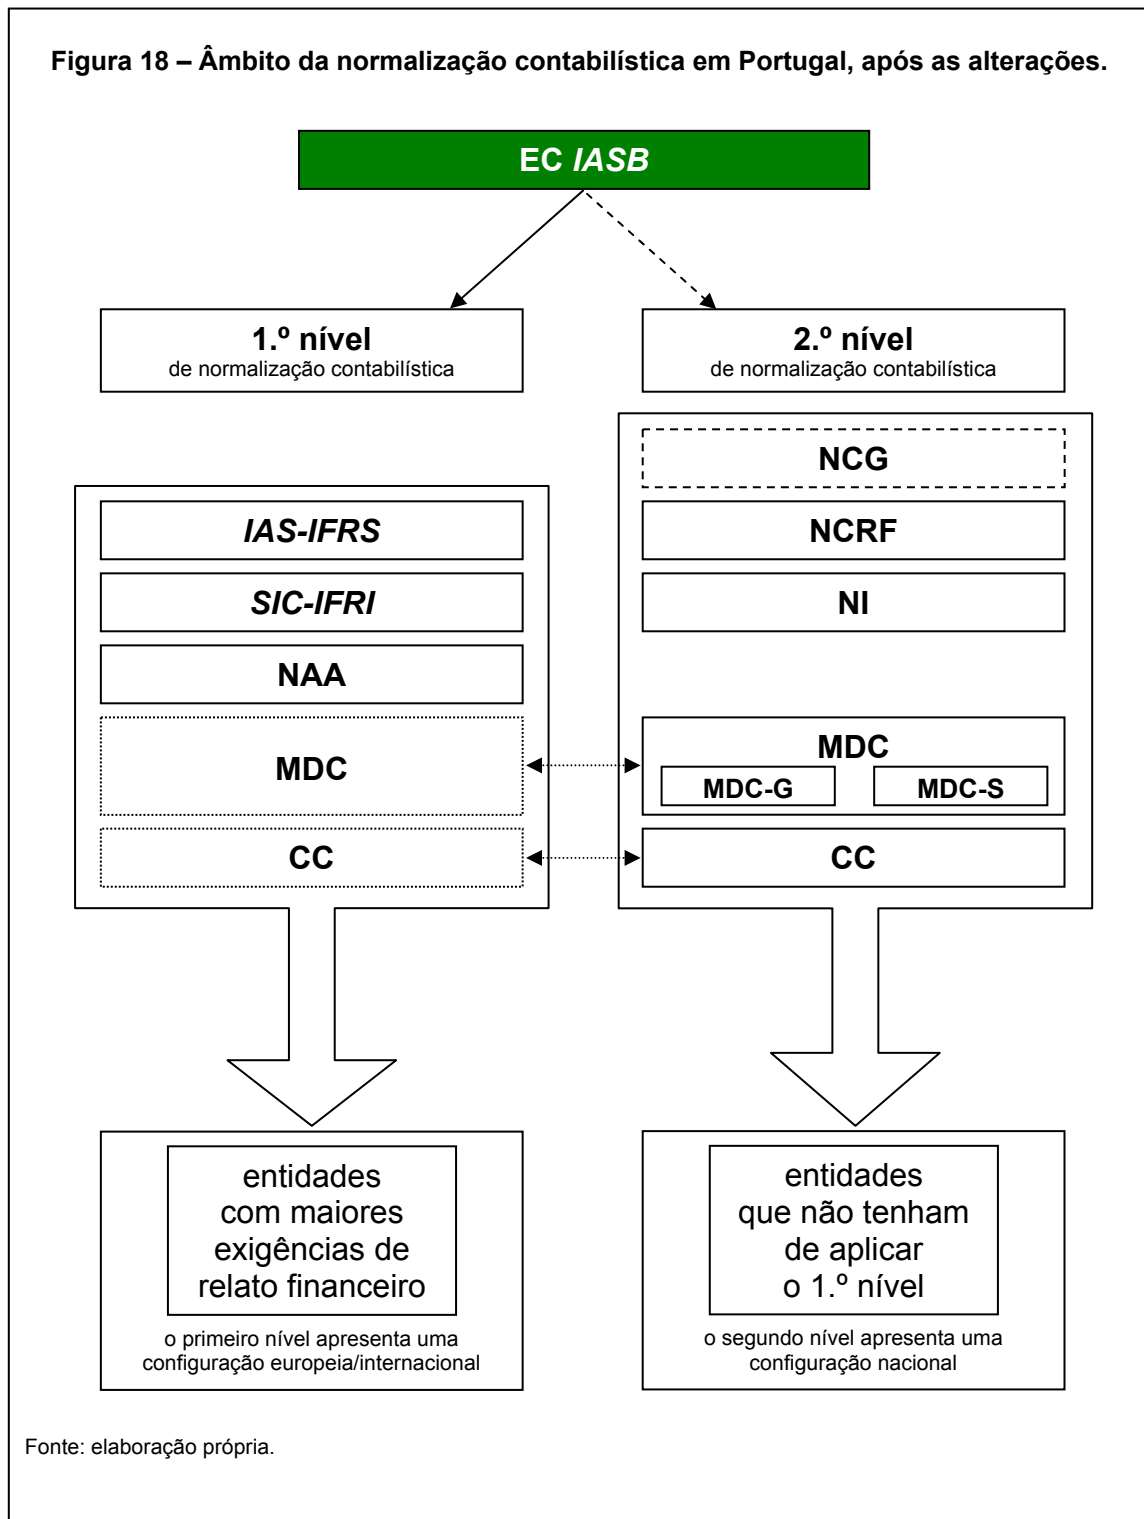 Figura 18 – Âmbito da normalização contabilística em Portugal, após as alterações.
EC IASB
1.º nível
de normalização contabilística
2.º nível
de normalização contabilística
IAS-IFRS
SIC-IFRI
NAA
MDC
CC
NCG
NCRF
NI
MDC
MDC-G
MDC-S
CC
entidades
com maiores
exigências de
relato financeiro
o primeiro nível apresenta uma
configuração europeia/internacional
entidades
que não tenham
de aplicar
o 1.º nível
o segundo nível apresenta uma
configuração nacional
Fonte: elaboração própria.